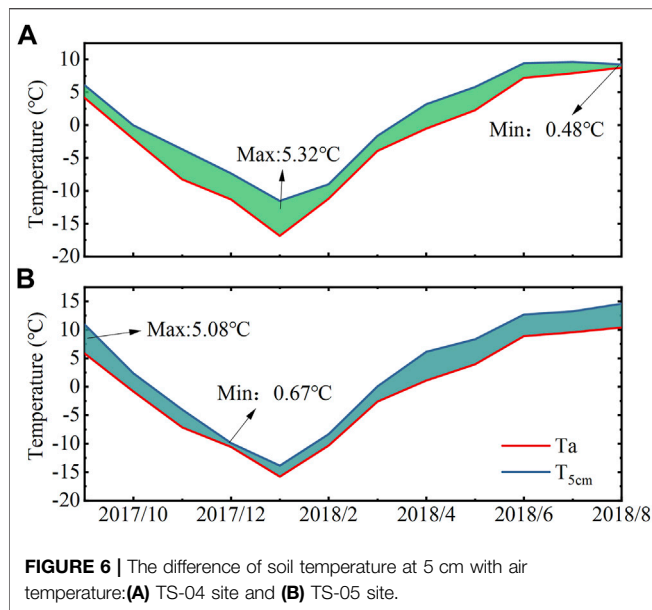 A
Temperature (℃)
10
5
0
-5
-10
-15
-20
Max:5.32℃
Min: 0.48℃
B
Temperature (℃)
15
10
5
0
-5
-10
-15
-20
Max:5.08℃
Min: 0.67℃
Ta
T5cm
2017/10 2017/12 2018/2 2018/4 2018/6 2018/8
FIGURE 6 | The difference of soil temperature at 5 cm with air
temperature:(A) TS-04 site and (B) TS-05 site.